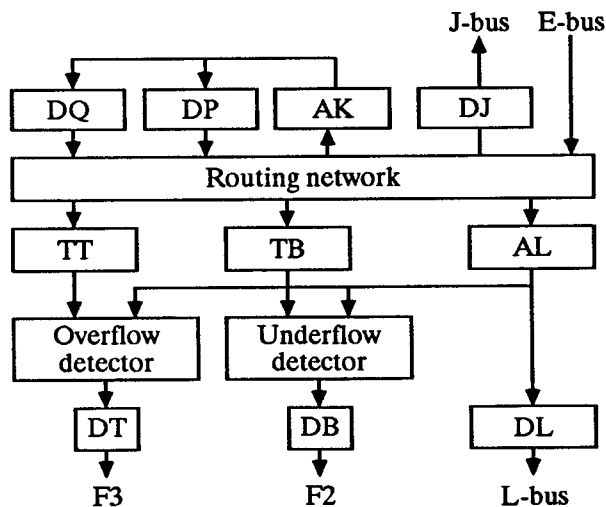 J-bus E-bus
DQ DP AK DJ
Routing network
TT TB AL
Overflow Underflow
detector detector
DT DB DL
F3 F2 L-bus